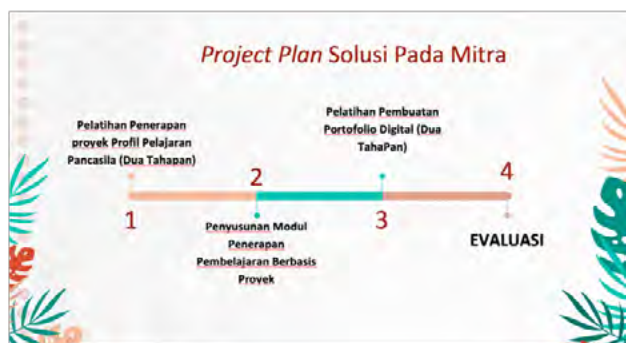 Project Plan Solusi Pada Mitra
Pelatihan Penerapan
proyek Profil Pelajaran
Pancasila (Dua Tahapan)
1
2
Penyusunan Modul
Penerapan
Pembelajaran Berbasis
Proyek
Pelatihan Pembuatan
Portofolio Digital (Dua
TahaPan)
3
4
EVALUASI